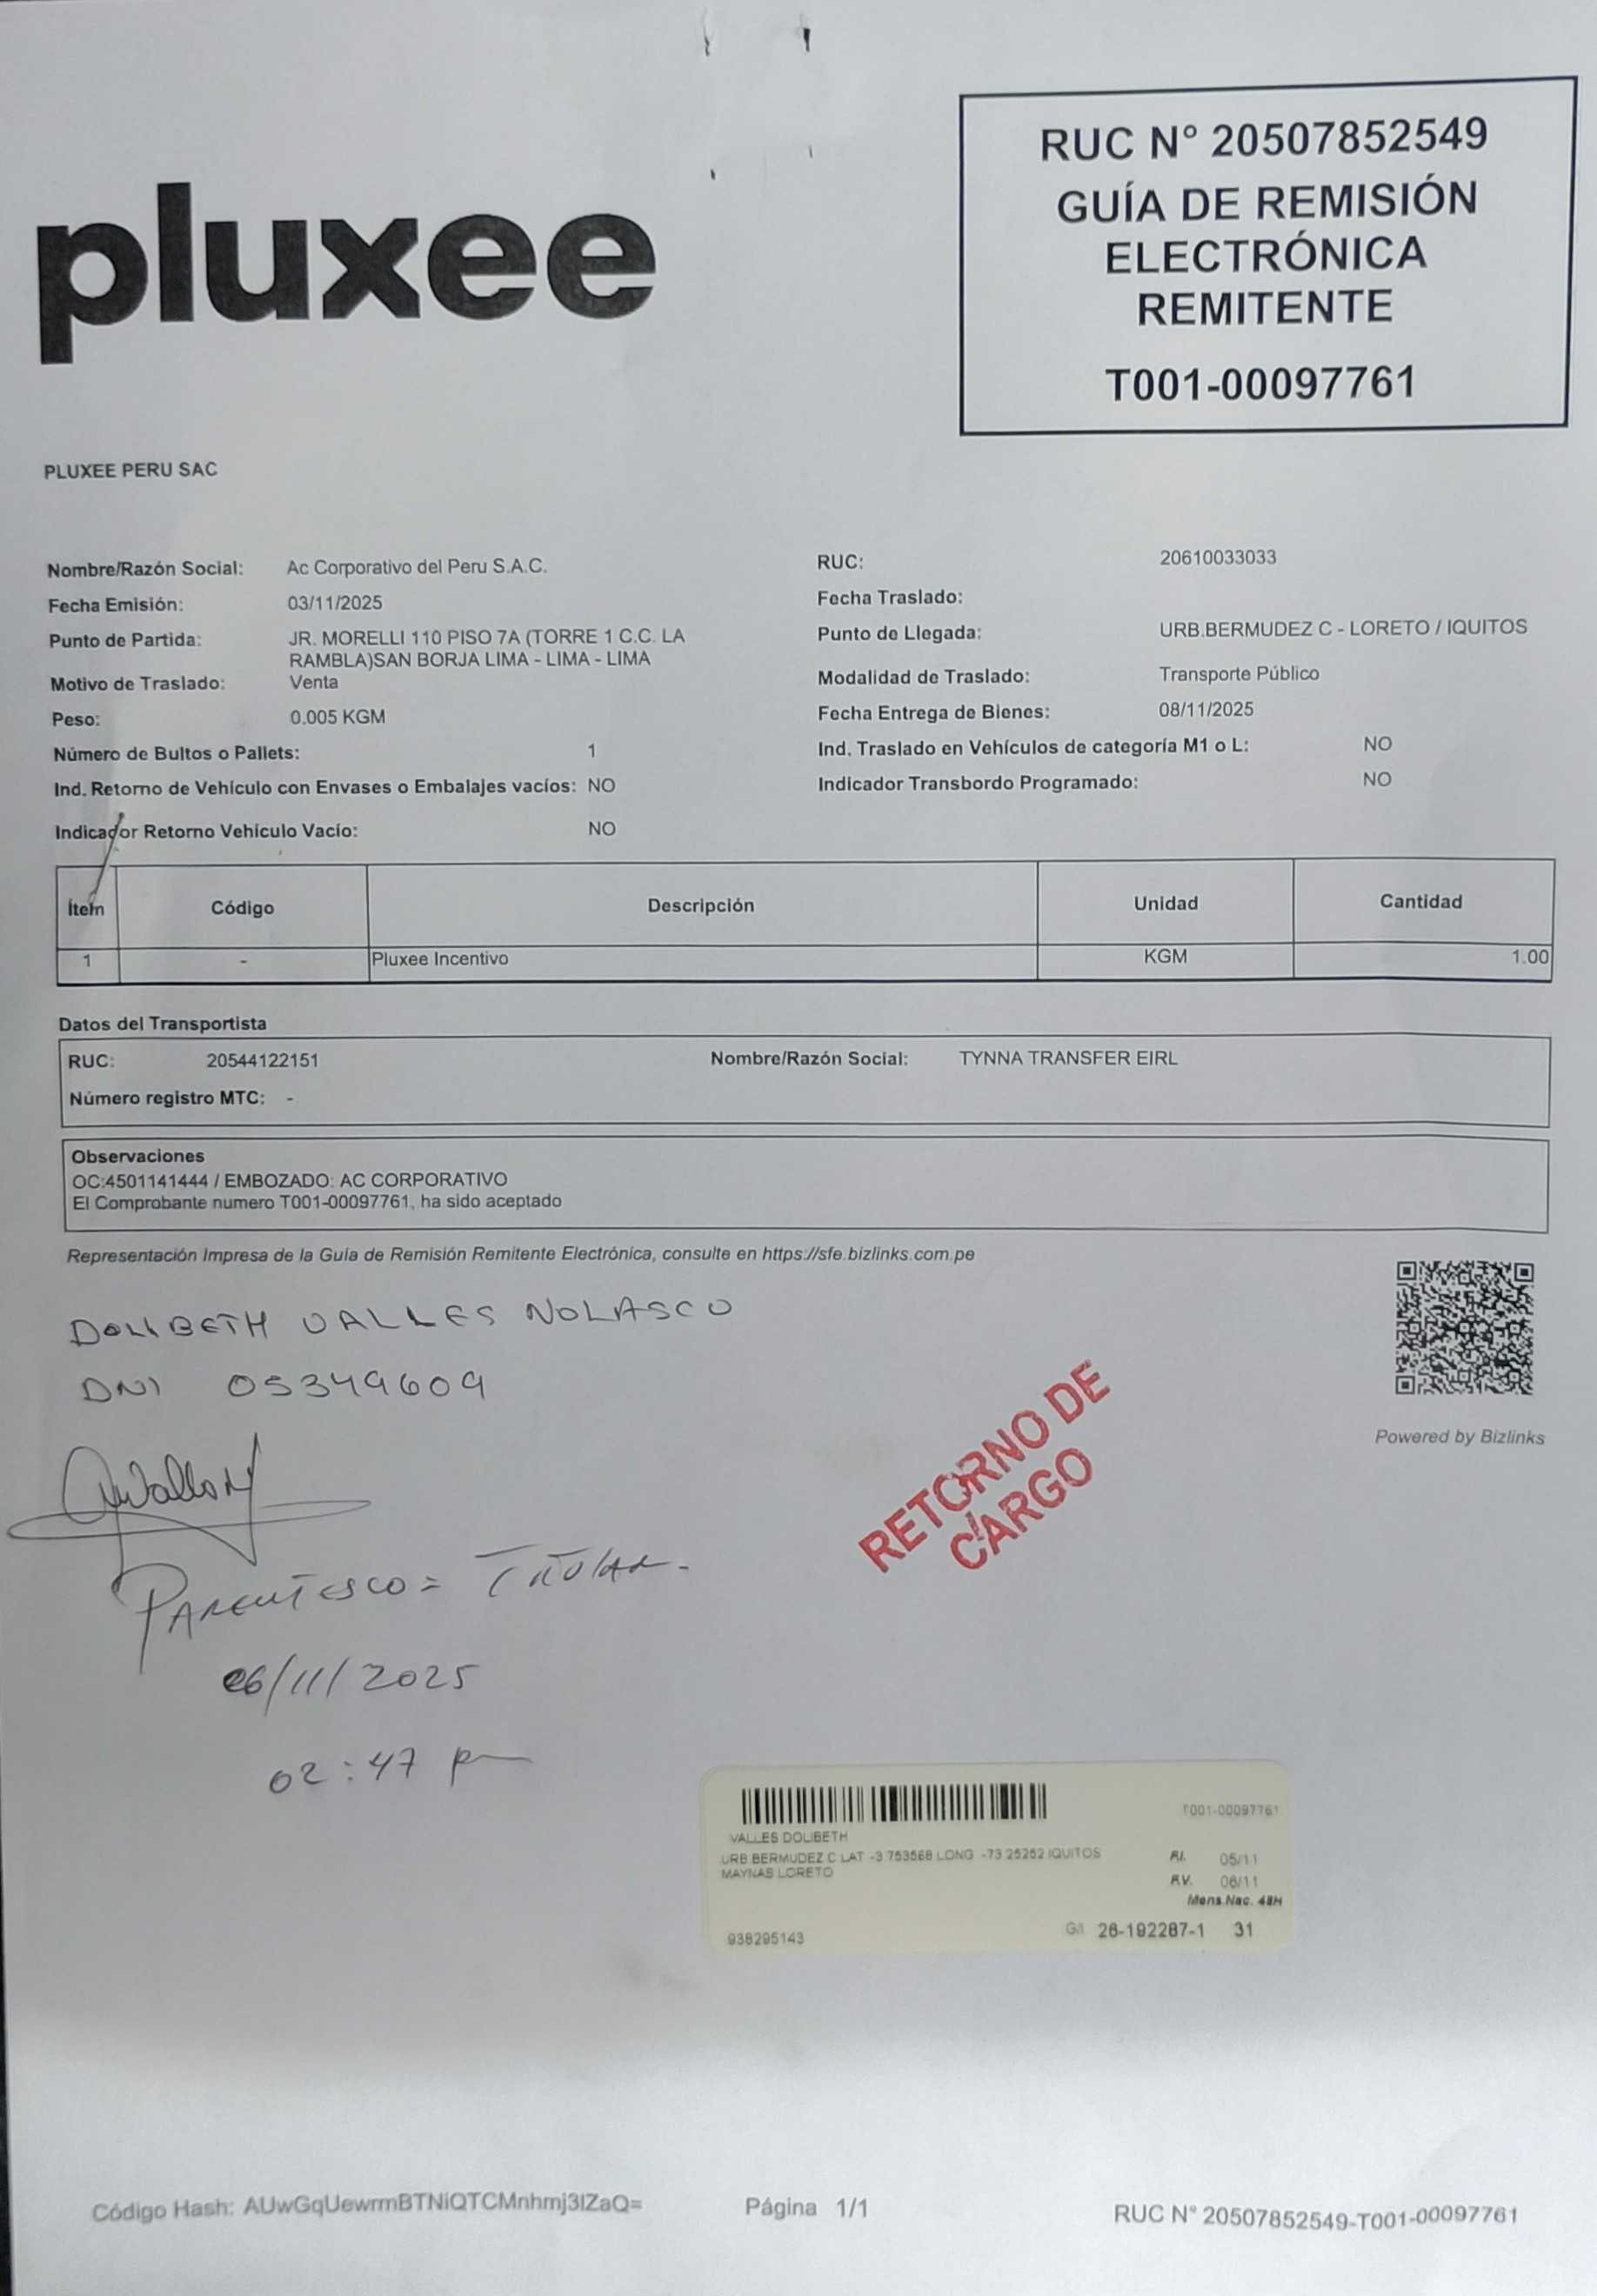 RUC N° 20507852549
GUÍA DE REMISIÓN
ELECTRÓNICA
REMITENTE
T001-00097761
pluxee
PLUXEE PERU SAC
Nombre/Razón Social: Ac Corporativo del Peru S.A.C.
RUC: 20610033033
Fecha Emisión: 03/11/2025
Fecha Traslado:
Punto de Partida: JR. MORELLI 110 PISO 7A (TORRE 1 C.C. LA
RAMBLA)SAN BORJA LIMA - LIMA - LIMA
Punto de Llegada: URB.BERMUDEZ C - LORETO / IQUITOS
Motivo de Traslado: Venta
Modalidad de Traslado: Transporte Público
Peso: 0.005 KGM
Fecha Entrega de Bienes: 08/11/2025
Número de Bultos o Pallets: 1
Ind. Traslado en Vehículos de categoría M1 o L: NO
Ind. Retorno de Vehículo con Envases o Embalajes vacíos: NO
Indicador Transbordo Programado: NO
Indicador Retorno Vehículo Vacío: NO
Ítem Código Descripción Unidad Cantidad
1 - Pluxee Incentivo KGM 1.00
Datos del Transportista
RUC: 20544122151 Nombre/Razón Social: TYNNA TRANSFER EIRL
Número registro MTC: -
Observaciones
OC:4501141444 / EMBOZADO: AC CORPORATIVO
El Comprobante numero T001-00097761, ha sido aceptado
Representación Impresa de la Guía de Remisión Remitente Electrónica, consulte en https://sfe.bizlinks.com.pe
DOLIBETH VALLES NOLASCO
DNI 05349609
Powered by Bizlinks
RETORNO DE
CARGO
PARENTESCO = TITULAR.
06/11/2025
02:47 pm
T001-00097761
VALLES DOLIBETH
URB.BERMUDEZ C LAT -3.753568 LONG -73.25252 IQUITOS
MAYNAS LORETO
R.I. 05/11
R.V. 06/11
Mens.Nac. 48H
938295143
G/I 26-192287-1 31
Código Hash: AUwGqUewrmBTNiQTCMnhmj3IZaQ=
Página 1/1
RUC N° 20507852549-T001-00097761